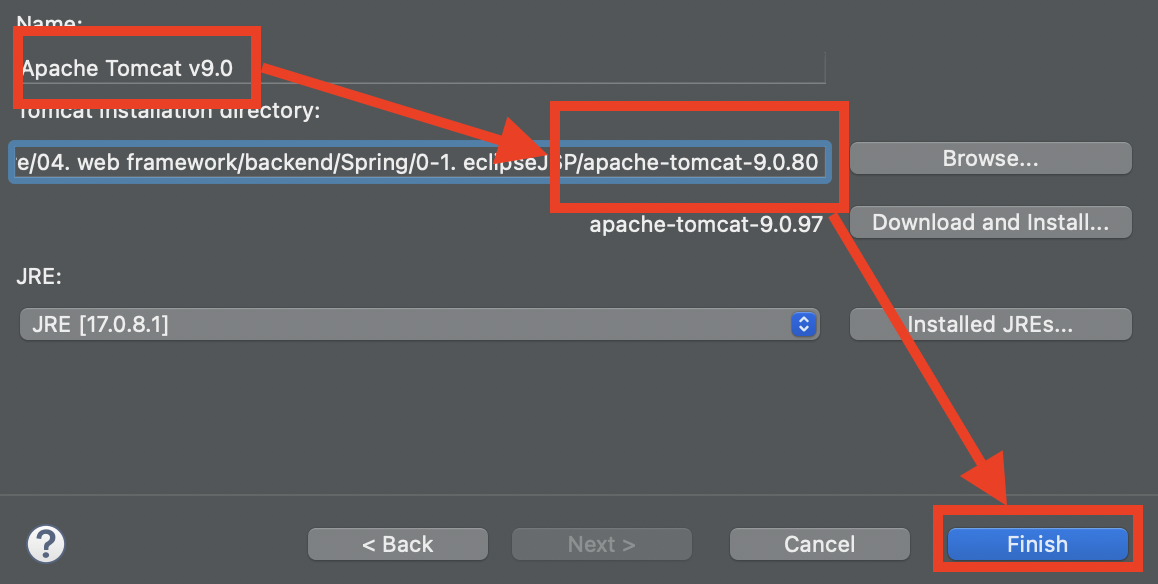 Name:
Apache Tomcat v9.0
Tomcat installation directory:
re/04. web framework/backend/Spring/0-1. eclipseJSP/apache-tomcat-9.0.80
Browse...
apache-tomcat-9.0.97
Download and Install...
JRE:
JRE [17.0.8.1]
Installed JREs...
?
< Back
Next >
Cancel
Finish